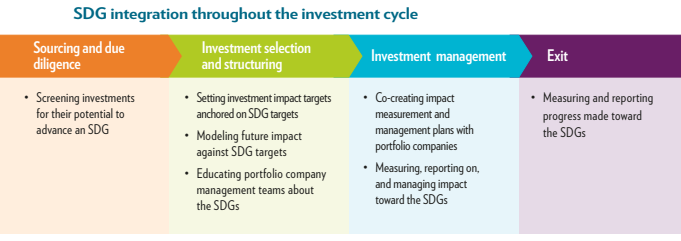 SDG integration throughout the investment cycle
Sourcing and due
diligence
Investment selection
and structuring
Investment management
Exit
• Screening investments
for their potential to
advance an SDG
• Setting investment impact targets
anchored on SDG targets
• Modeling future impact
against SDG targets
• Educating portfolio company
management teams about
the SDGs
• Co-creating impact
measurement and
management plans with
portfolio companies
• Measuring, reporting on,
and managing impact
toward the SDGs
• Measuring and reporting
progress made toward
the SDGs